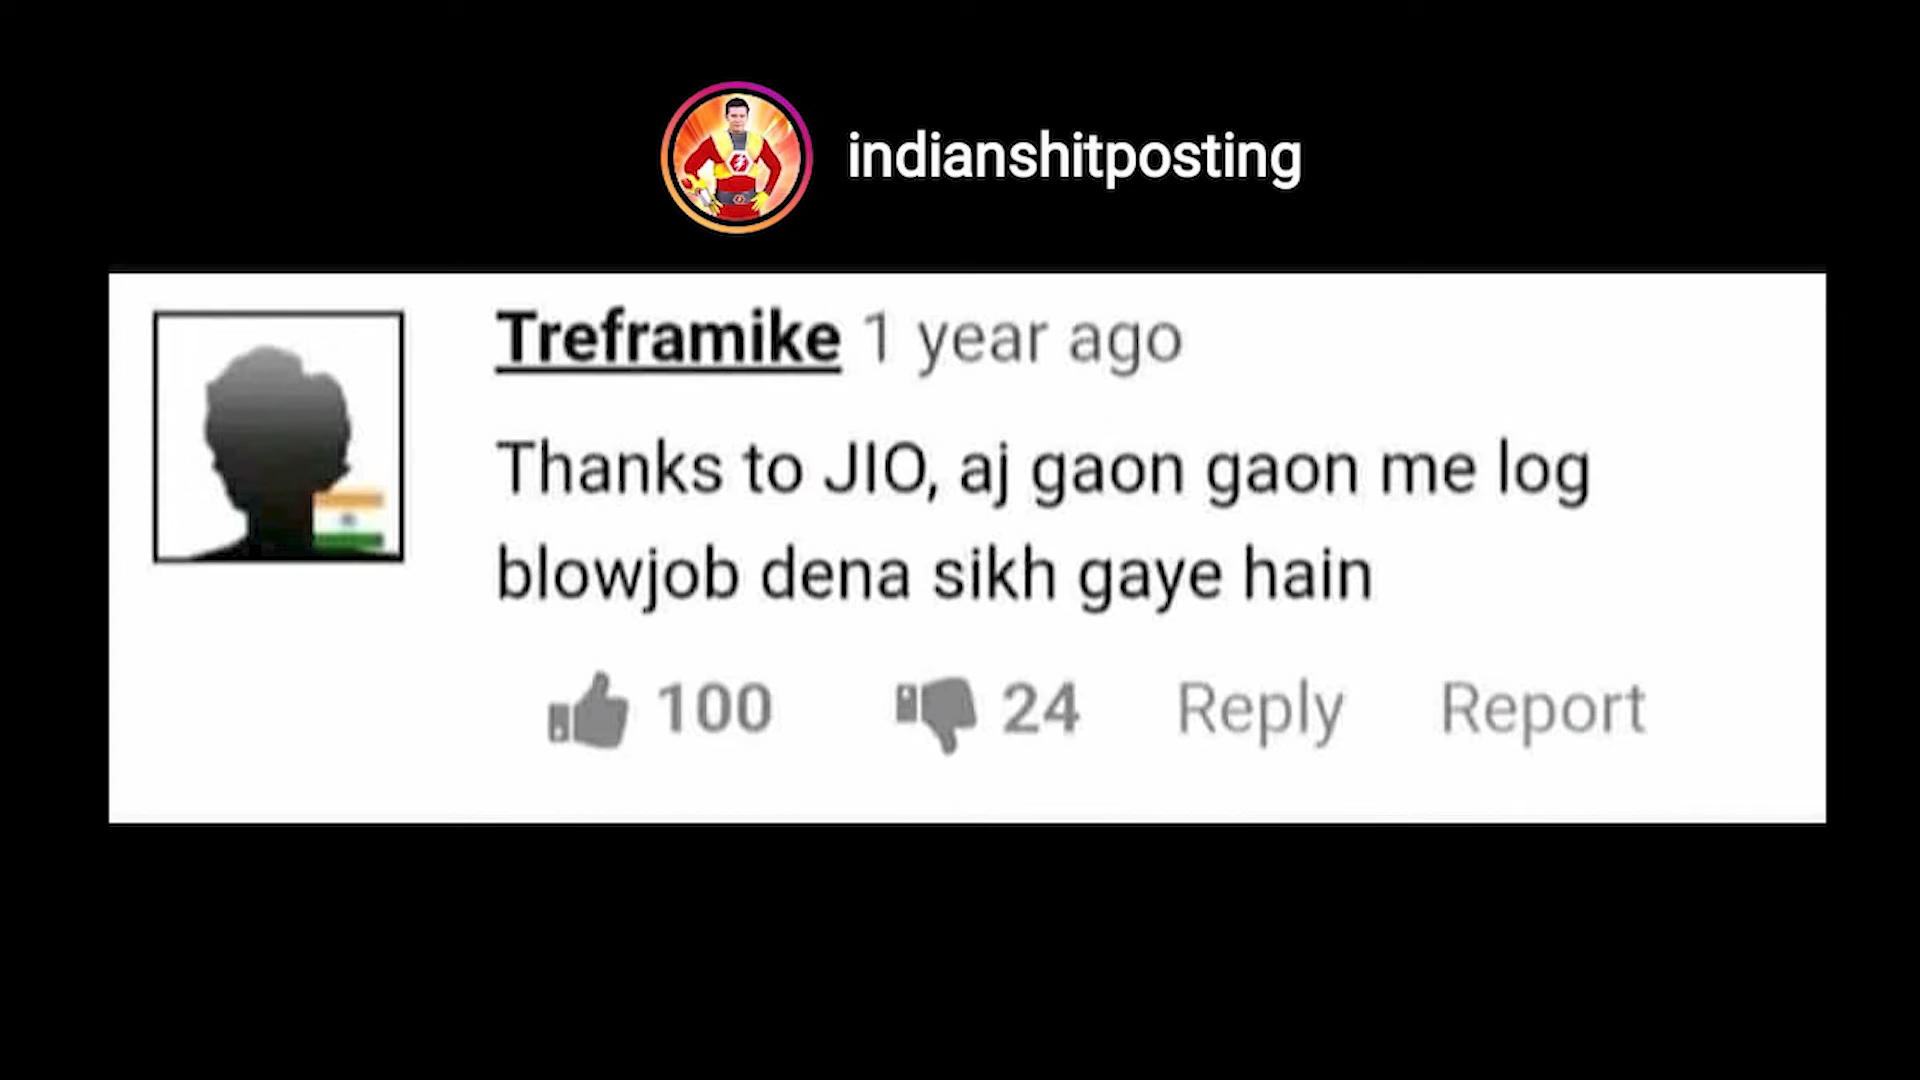 indianshitposting
Treframike 1 year ago
Thanks to JIO, aj gaon gaon me log
blowjob dena sikh gaye hain
100 24 Reply Report